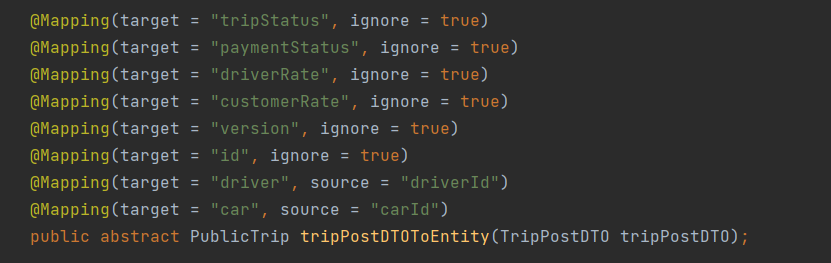 @Mapping(target = "tripStatus", ignore = true)
@Mapping(target = "paymentStatus", ignore = true)
@Mapping(target = "driverRate", ignore = true)
@Mapping(target = "customerRate", ignore = true)
@Mapping(target = "version", ignore = true)
@Mapping(target = "id", ignore = true)
@Mapping(target = "driver", source = "driverId")
@Mapping(target = "car", source = "carId")
public abstract PublicTrip tripPostDTOToEntity(TripPostDTO tripPostDTO);